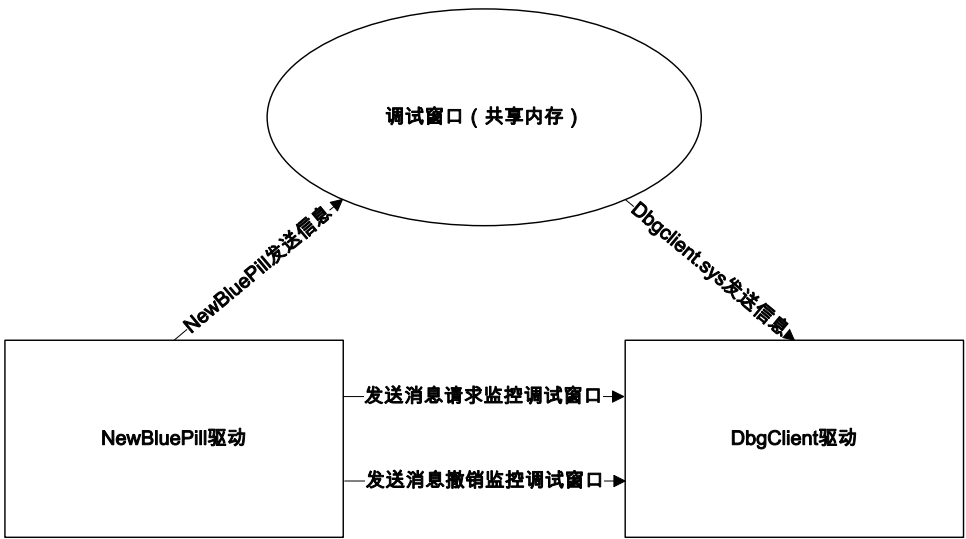 调试窗口（共享内存）
NewBluePill发送信息
Dbgclient.sys发送信息
发送消息请求监控调试窗口
NewBluePill驱动
DbgClient驱动
发送消息撤销监控调试窗口